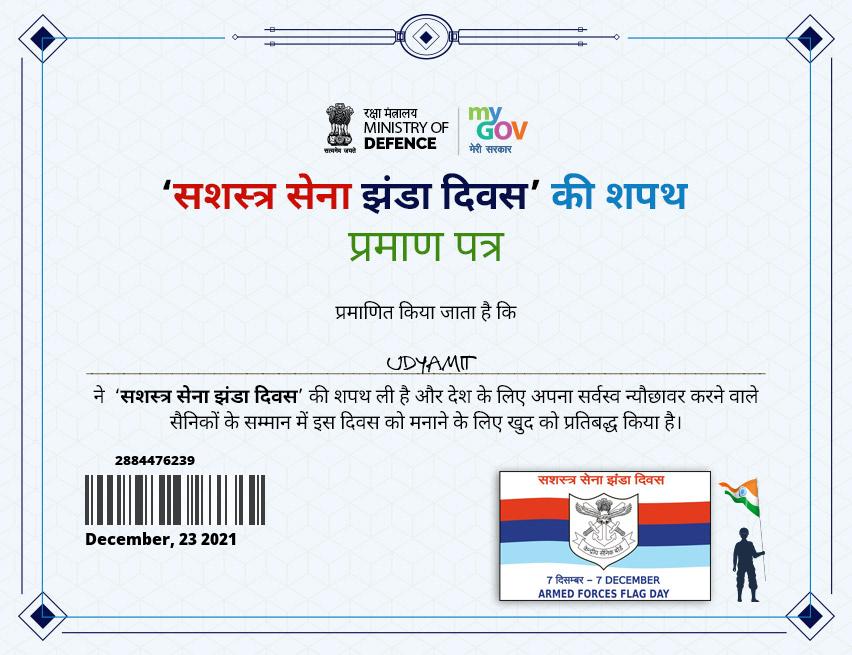 रक्षा मंत्रालय
MINISTRY OF
DEFENCE
सत्यमेव जयते
my
GOV
मेरी सरकार
‘सशस्त्र सेना झंडा दिवस’ की शपथ
प्रमाण पत्र
प्रमाणित किया जाता है कि
UDYAMIT
ने ‘सशस्त्र सेना झंडा दिवस’ की शपथ ली है और देश के लिए अपना सर्वस्व न्यौछावर करने वाले
सैनिकों के सम्मान में इस दिवस को मनाने के लिए खुद को प्रतिबद्ध किया है।
2884476239
December, 23 2021
सशस्त्र सेना झंडा दिवस
केन्द्रीय सैनिक बोर्ड
7 दिसम्बर – 7 DECEMBER
ARMED FORCES FLAG DAY